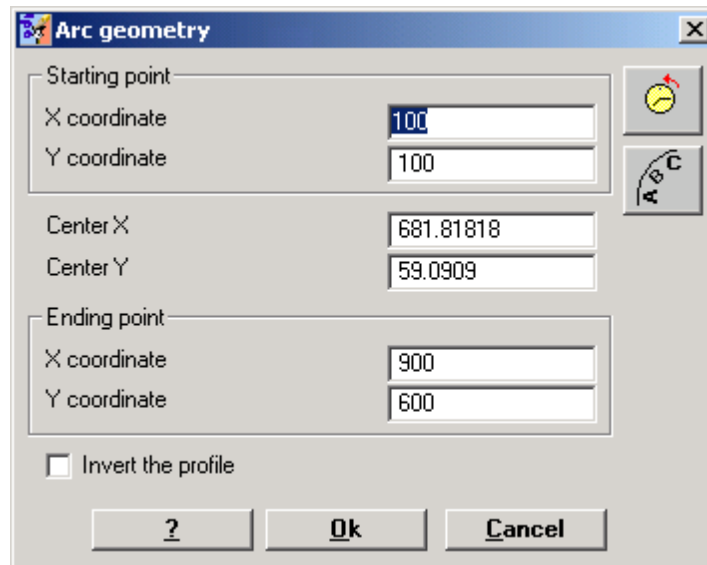 Arc geometry
Starting point
X coordinate 100
Y coordinate 100
Center X 681.81818
Center Y 59.0909
Ending point
X coordinate 900
Y coordinate 600
Invert the profile
? Ok Cancel
A B C